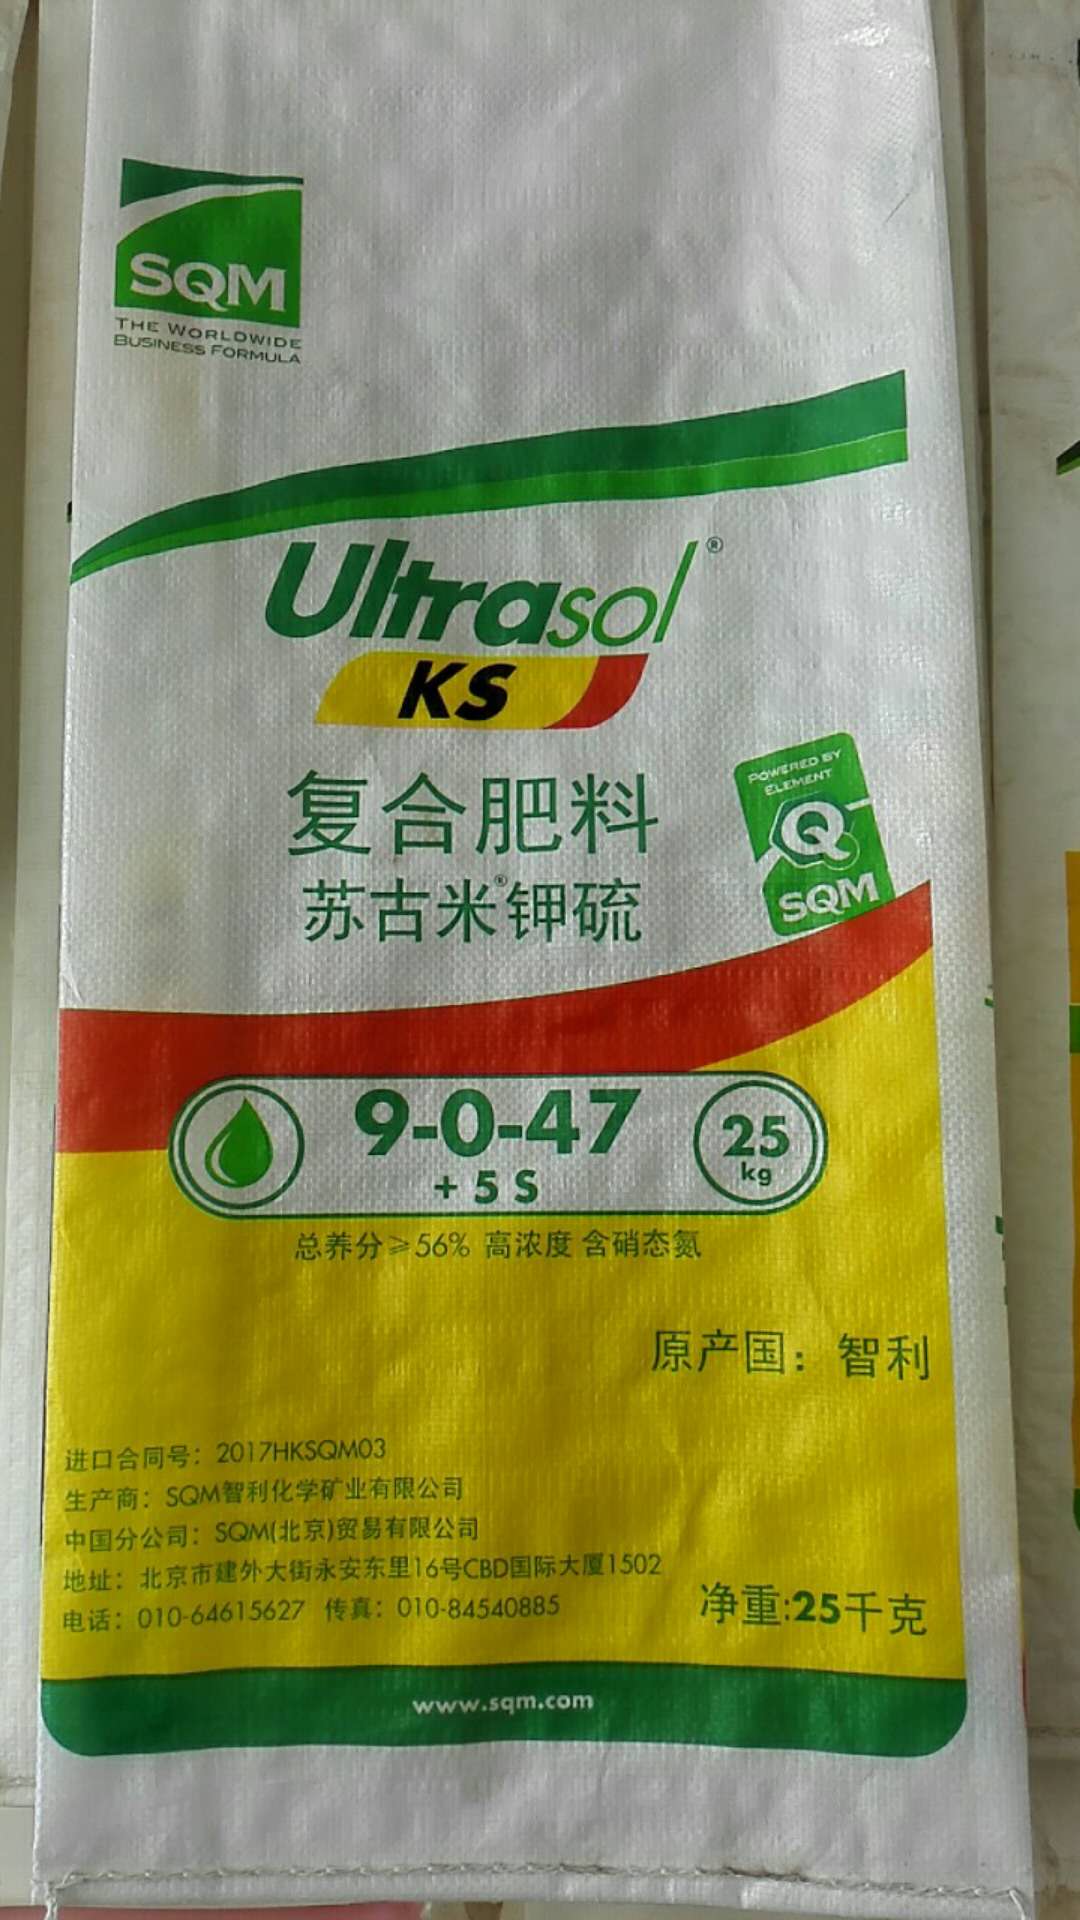 SQM
THE WORLDWIDE
BUSINESS FORMULA
Ultrasol®
KS
复合肥料
苏古米®钾硫
POWERED BY
ELEMENT
Q
SQM
9-0-47
+ 5 S
25
kg
总养分≥56% 高浓度 含硝态氮
原产国：智利
进口合同号：2017HKSQM03
生产商：SQM智利化学矿业有限公司
中国分公司：SQM(北京)贸易有限公司
地址：北京市建外大街永安东里16号CBD国际大厦1502
电话：010-64615627 传真：010-84540885
净重:25千克
www.sqm.com